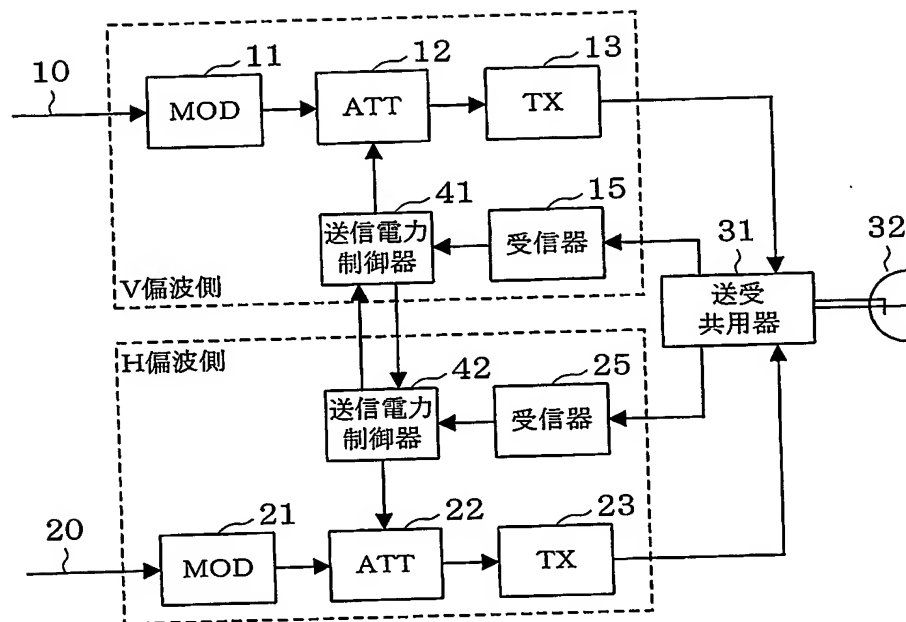 10
11
MOD
12
ATT
13
TX
41
送信電力
制御器
15
受信器
V偏波側
31
送受
共用器
32
H偏波側
42
送信電力
制御器
25
受信器
20
21
MOD
22
ATT
23
TX